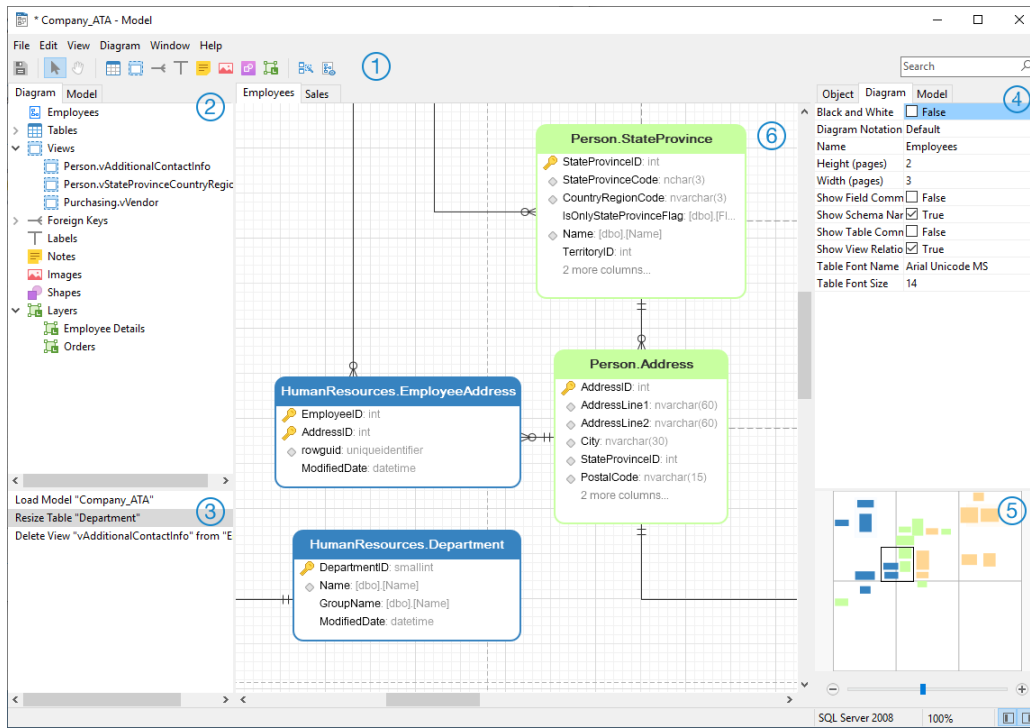 * Company_ATA - Model
File Edit View Diagram Window Help
1
Search
Diagram Model
2
Employees
Tables
Views
Person.vAdditionalContactInfo
Person.vStateProvinceCountryRegic
Purchasing.vVendor
Foreign Keys
Labels
Notes
Images
Shapes
Layers
Employee Details
Orders
Load Model "Company_ATA"
3
Resize Table "Department"
Delete View "vAdditionalContactInfo" from "E
Employees Sales
Person.StateProvince
6
StateProvinceID: int
StateProvinceCode: nchar(3)
CountryRegionCode: nvarchar(3)
IsOnlyStateProvinceFlag: [dbo].[Fl...
Name: [dbo].[Name]
TerritoryID: int
2 more columns...
Person.Address
AddressID: int
AddressLine1: nvarchar(60)
AddressLine2: nvarchar(60)
City: nvarchar(30)
StateProvinceID: int
PostalCode: nvarchar(15)
2 more columns...
HumanResources.EmployeeAddress
EmployeeID: int
AddressID: int
rowguid: uniqueidentifier
ModifiedDate: datetime
HumanResources.Department
DepartmentID: smallint
Name: [dbo].[Name]
GroupName: [dbo].[Name]
ModifiedDate: datetime
Object Diagram Model
4
Black and White False
Diagram Notation Default
Name Employees
Height (pages) 2
Width (pages) 3
Show Field Comm False
Show Schema Nar True
Show Table Comn False
Show View Relatio True
Table Font Name Arial Unicode MS
Table Font Size 14
5
SQL Server 2008 100%